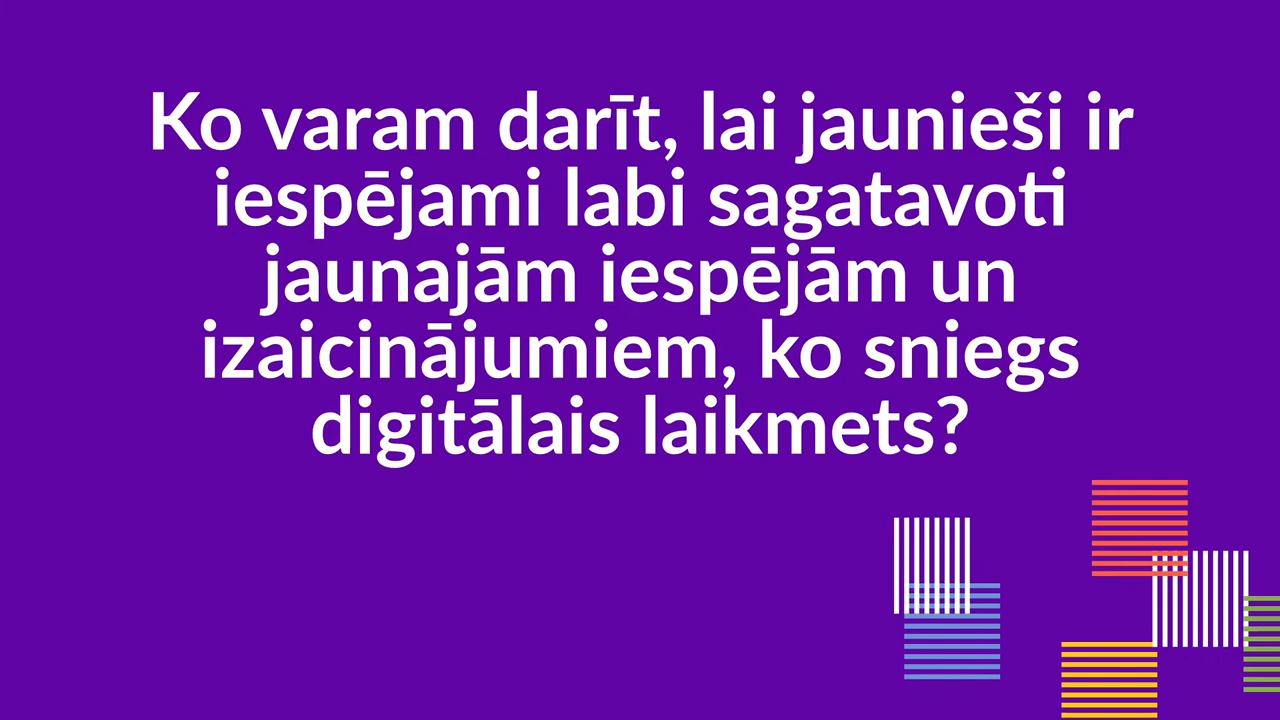 Ko varam darīt, lai jaunieši ir
iespējami labi sagatavoti
jaunajām iespējām un
izaicinājumiem, ko sniegs
digitālais laikmets?